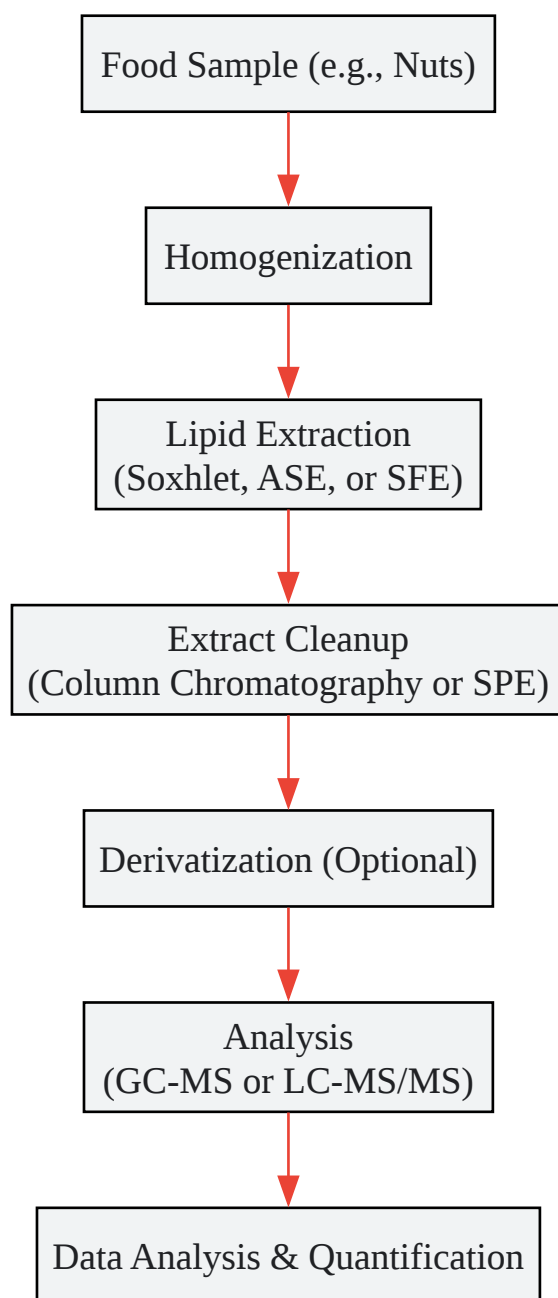 Food Sample (e.g., Nuts)
Homogenization
Lipid Extraction
(Soxhlet, ASE, or SFE)
Extract Cleanup
(Column Chromatography or SPE)
Derivatization (Optional)
Analysis
(GC-MS or LC-MS/MS)
Data Analysis & Quantification